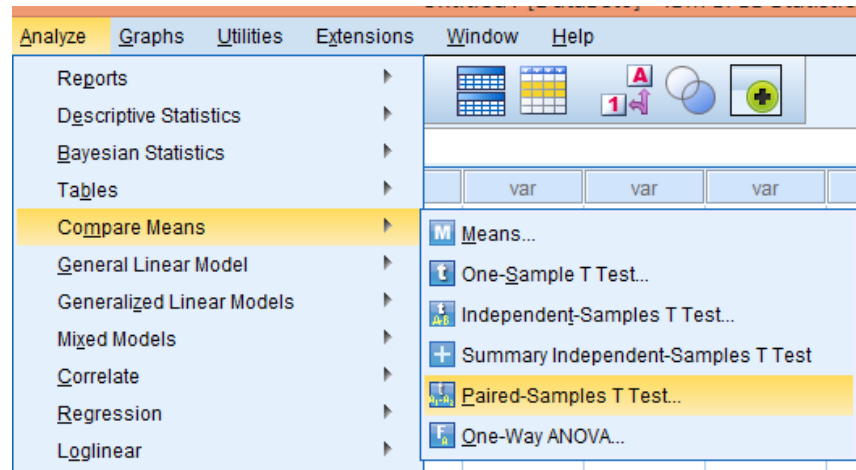 Analyze Graphs Utilities Extensions Window Help
Reports
Descriptive Statistics
Bayesian Statistics
Tables
Compare Means
General Linear Model
Generalized Linear Models
Mixed Models
Correlate
Regression
Loglinear
A
1
var var var
M Means...
t One-Sample T Test...
Independent-Samples T Test...
Summary Independent-Samples T Test
Paired-Samples T Test...
One-Way ANOVA...